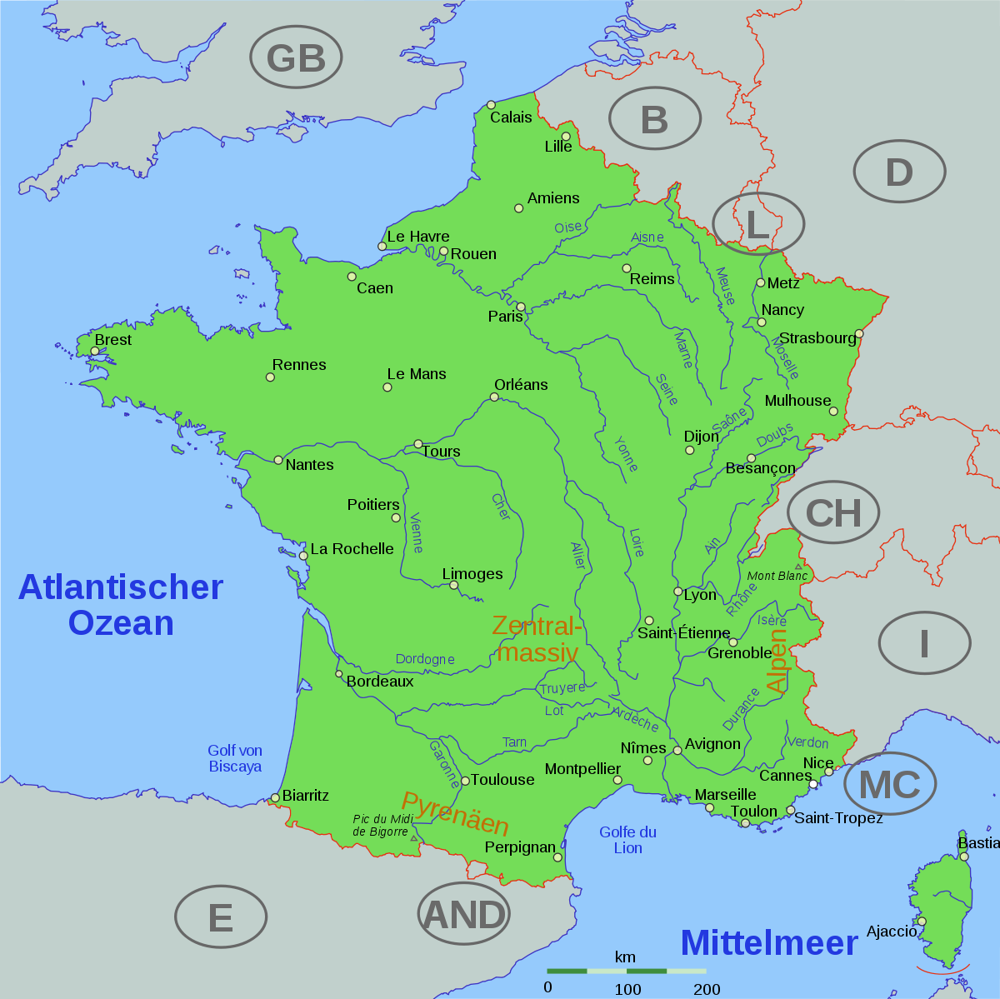 GB
B
D
L
Calais
Lille
Amiens
Oise
Aisne
Le Havre
Rouen
Reims
Meuse
Metz
Caen
Paris
Nancy
Marne
Moselle
Strasbourg
Brest
Rennes
Le Mans
Orléans
Seine
Mulhouse
Saône
Dijon
Doubs
Yonne
Tours
Nantes
Besançon
Cher
Poitiers
Vienne
CH
Loire
Ain
La Rochelle
Allier
Limoges
Mont Blanc
Atlantischer
Ozean
Lyon
Rhône
Isère
Zentral-
massiv
Saint-Étienne
Grenoble
Alpen
I
Dordogne
Bordeaux
Truyere
Lot
Ardèche
Durance
Tarn
Verdon
Golf von
Biscaya
Garonne
Nîmes
Avignon
Nice
Montpellier
Cannes
MC
Toulouse
Biarritz
Marseille
Toulon
Saint-Tropez
Pyrenäen
Pic du Midi
de Bigorre
Golfe du
Lion
Perpignan
Bastia
E
AND
Ajaccio
Mittelmeer
km
0
100
200